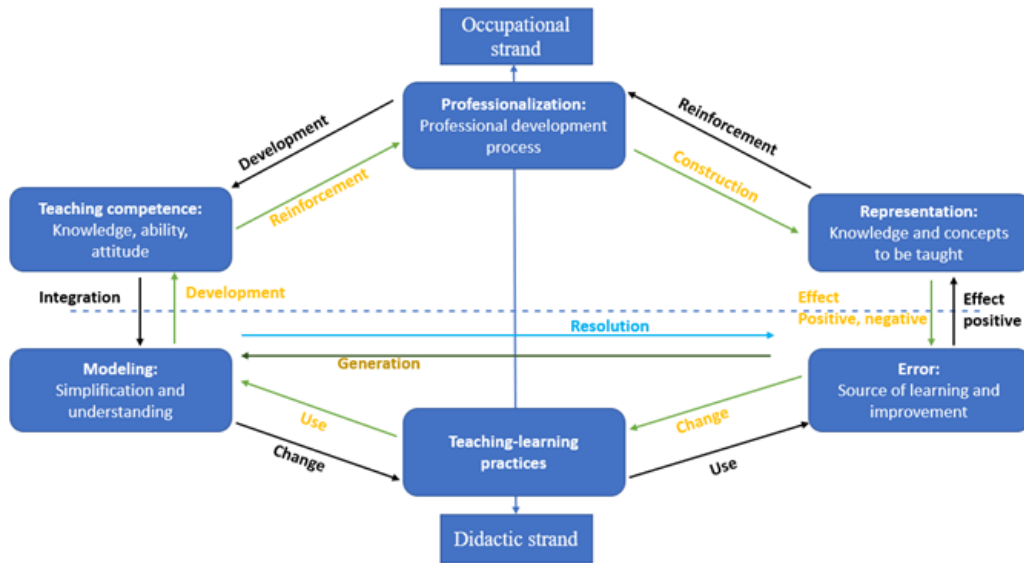 Occupational
strand
Professionalization:
Professional development
process
Development
Reinforcement
Reinforcement
Construction
Teaching competence:
Knowledge, ability,
attitude
Representation:
Knowledge and concepts
to be taught
Integration
Development
Effect
Positive, negative
Effect
positive
Resolution
Generation
Modeling:
Simplification and
understanding
Error:
Source of learning and
improvement
Use
Change
Change
Use
Teaching-learning
practices
Didactic strand